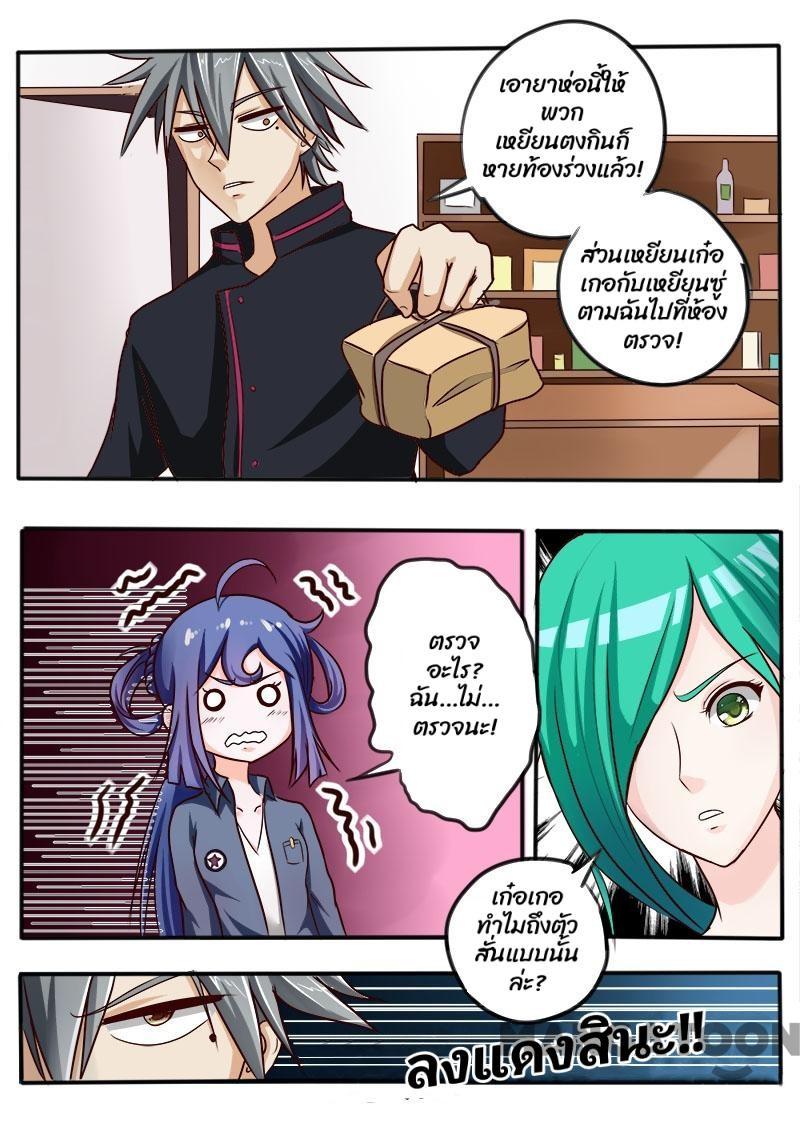 เอายาห่อนี้ให้
พวก
เหยียนตงกินก็
หายท้องร่วงแล้ว!
ส่วนเหยียนเก๋อ
เกอกับเหยียนซู่
ตามฉันไปที่ห้อง
ตรวจ!
ตรวจ
อะไร?
ฉัน...ไม่...
ตรวจนะ!
เก๋อเกอ
ทำไมถึงตัว
สั่นแบบนั้น
ล่ะ?
ลงแดงสินะ!!